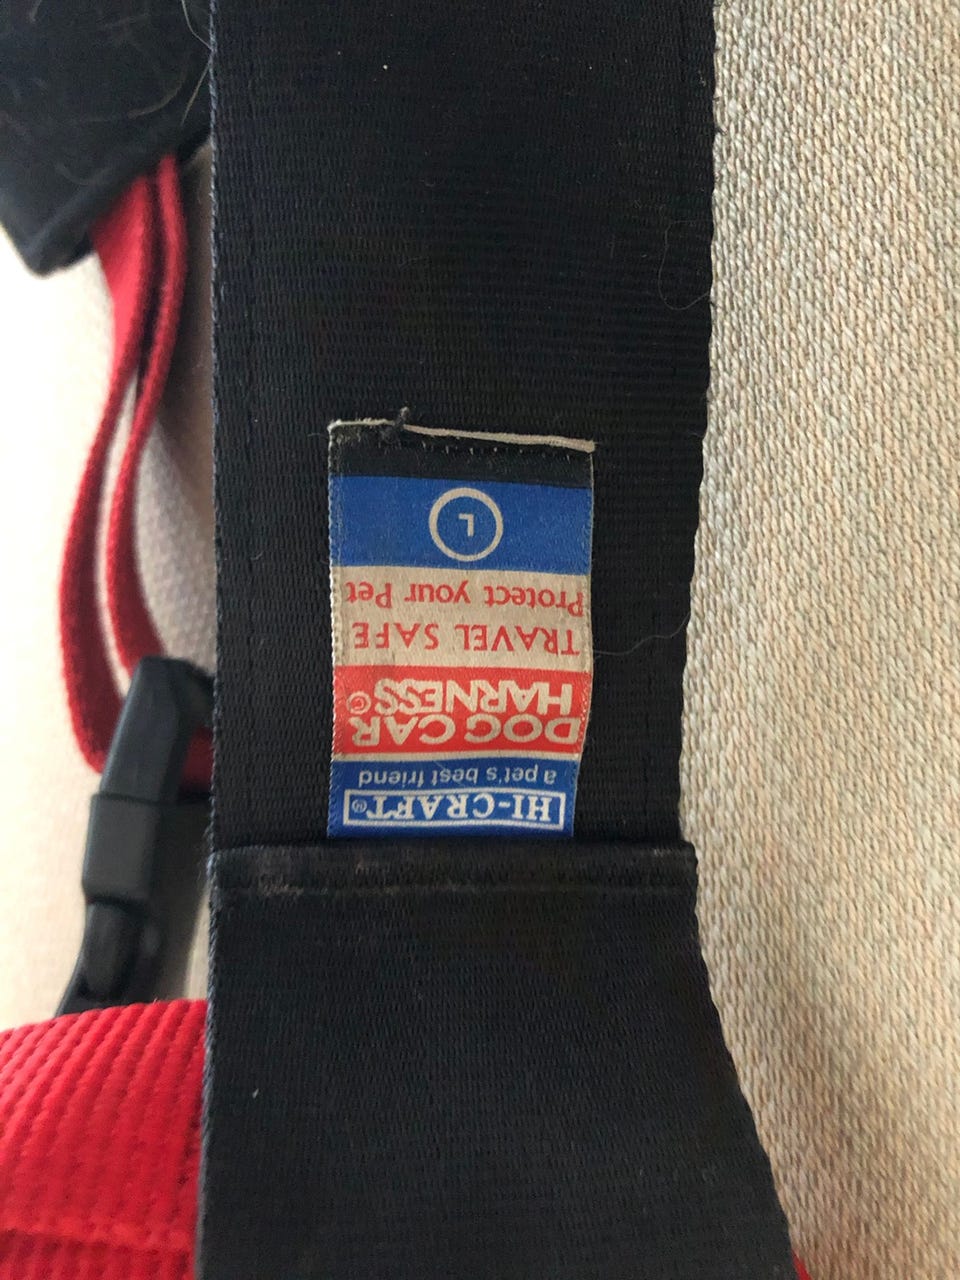 HI-CRAFT®
a pet's best friend
DOG CAR
HARNESS©
TRAVEL SAFE
Protect your Pet
L